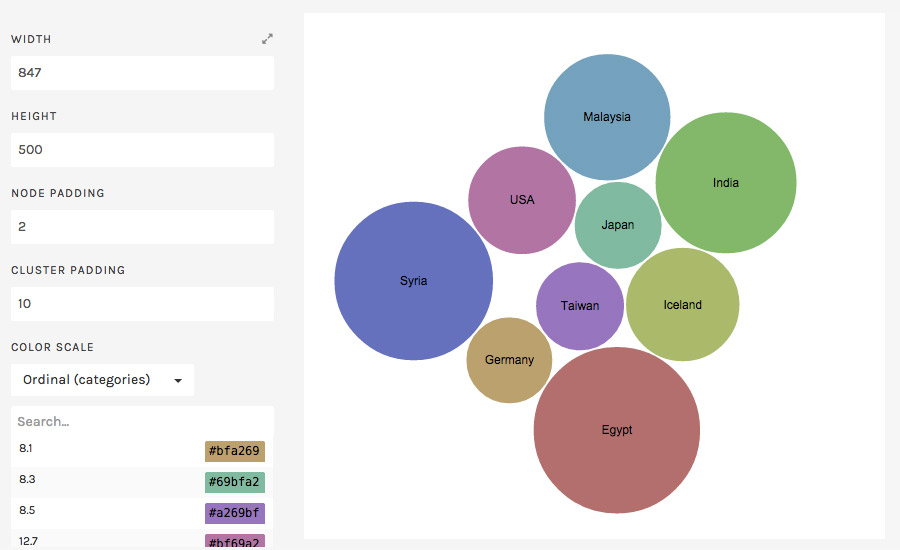 WIDTH
847
HEIGHT
500
NODE PADDING
2
CLUSTER PADDING
10
COLOR SCALE
Ordinal (categories)
Search...
8.1 #bfa269
8.3 #69bfa2
8.5 #a269bf
12.7 #bf69a2
Malaysia
India
USA
Japan
Syria
Taiwan
Iceland
Germany
Egypt